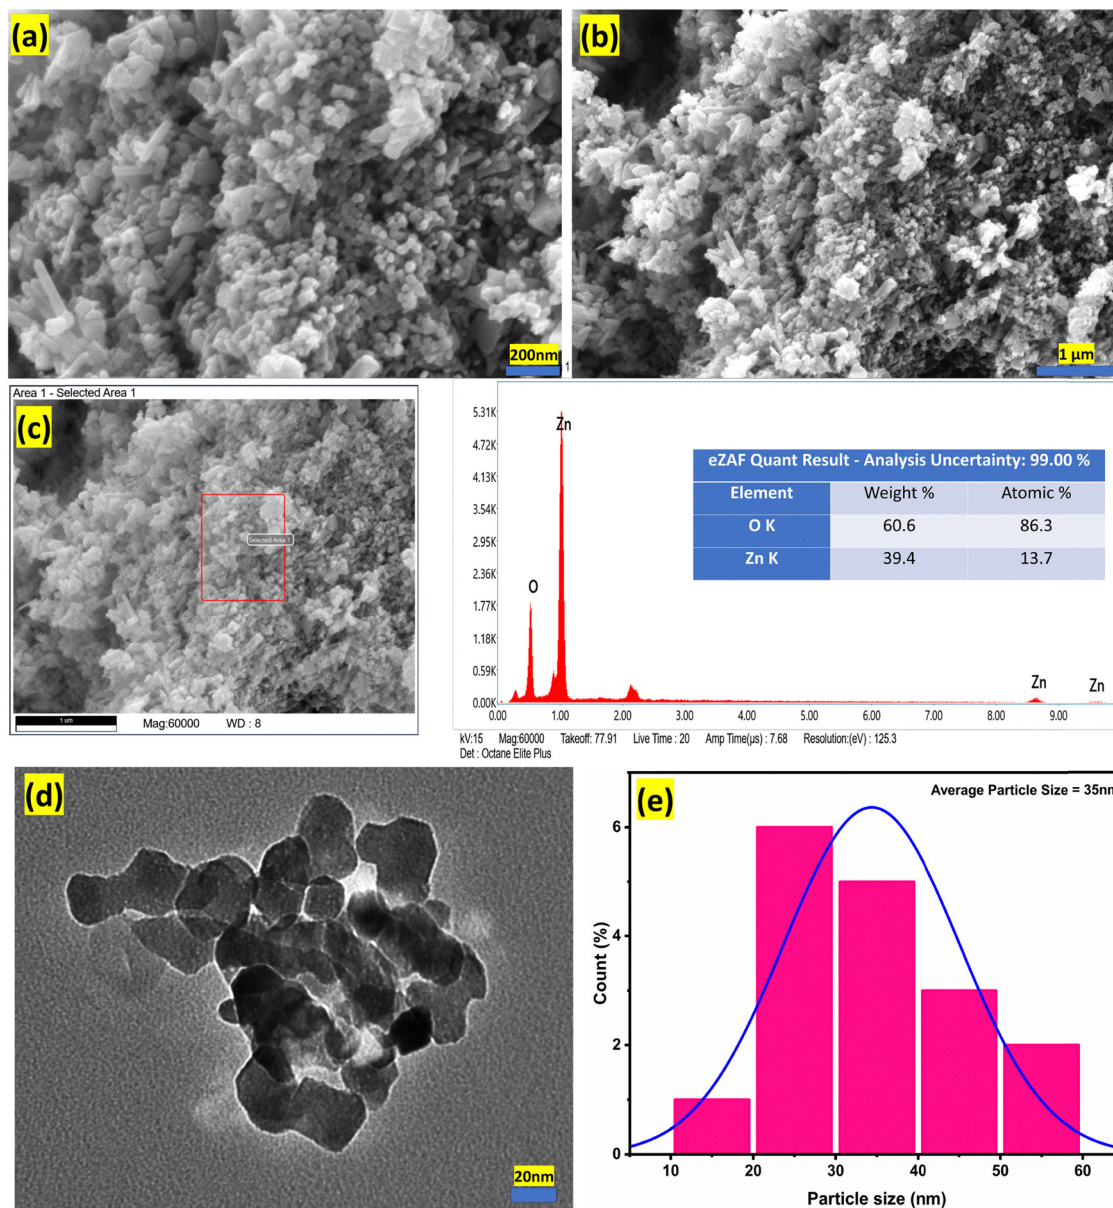 (a)
200nm
1
(b)
1 µm
Area 1 - Selected Area 1
(c)
Selected Area 1
1 um
Mag:60000 WD : 8
5.31K
4.72K
4.13K
3.54K
2.95K
2.36K
1.77K
1.18K
0.59K
0.00K
O
Zn
Zn
Zn
0.00 1.00 2.00 3.00 4.00 5.00 6.00 7.00 8.00 9.00
kV:15 Mag:60000 Takeoff: 77.91 Live Time : 20 Amp Time(µs) : 7.68 Resolution:(eV) : 125.3
Det : Octane Elite Plus
eZAF Quant Result - Analysis Uncertainty: 99.00 %
Element Weight % Atomic %
O K 60.6 86.3
Zn K 39.4 13.7
(d)
20nm
(e)
Average Particle Size = 35nm
Count (%)
6
4
2
0
10 20 30 40 50 60
Particle size (nm)